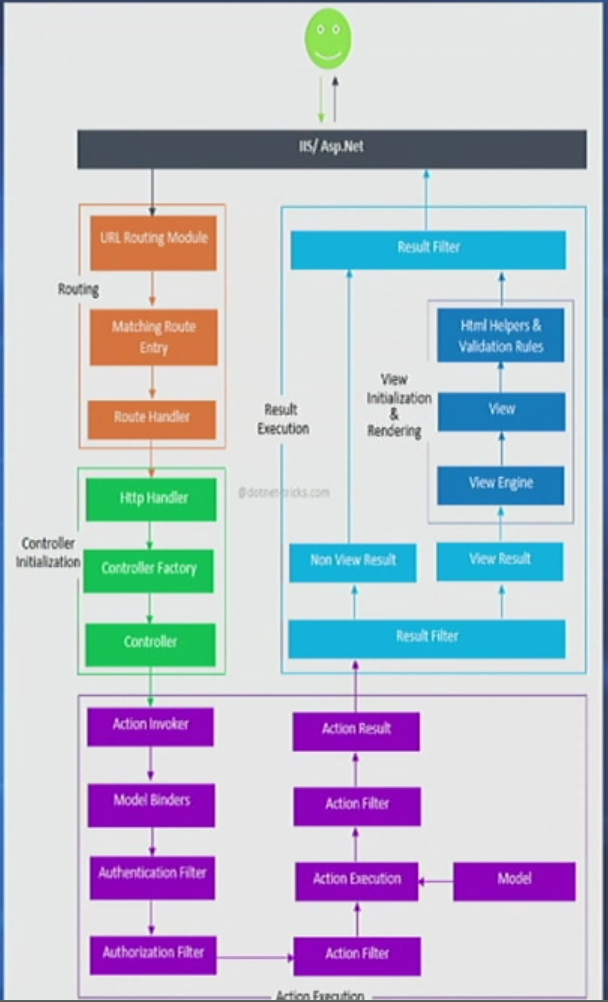 IIS/ Asp.Net
URL Routing Module
Routing
Matching Route
Entry
Route Handler
Http Handler
Controller
Initialization
Controller Factory
Controller
Result Filter
Html Helpers &
Validation Rules
View
Initialization
&
Rendering
View
View Engine
Result
Execution
@dotnet-tricks.com
Non View Result
View Result
Result Filter
Action Invoker
Model Binders
Authentication Filter
Authorization Filter
Action Result
Action Filter
Action Execution
Model
Action Filter
Action Execution